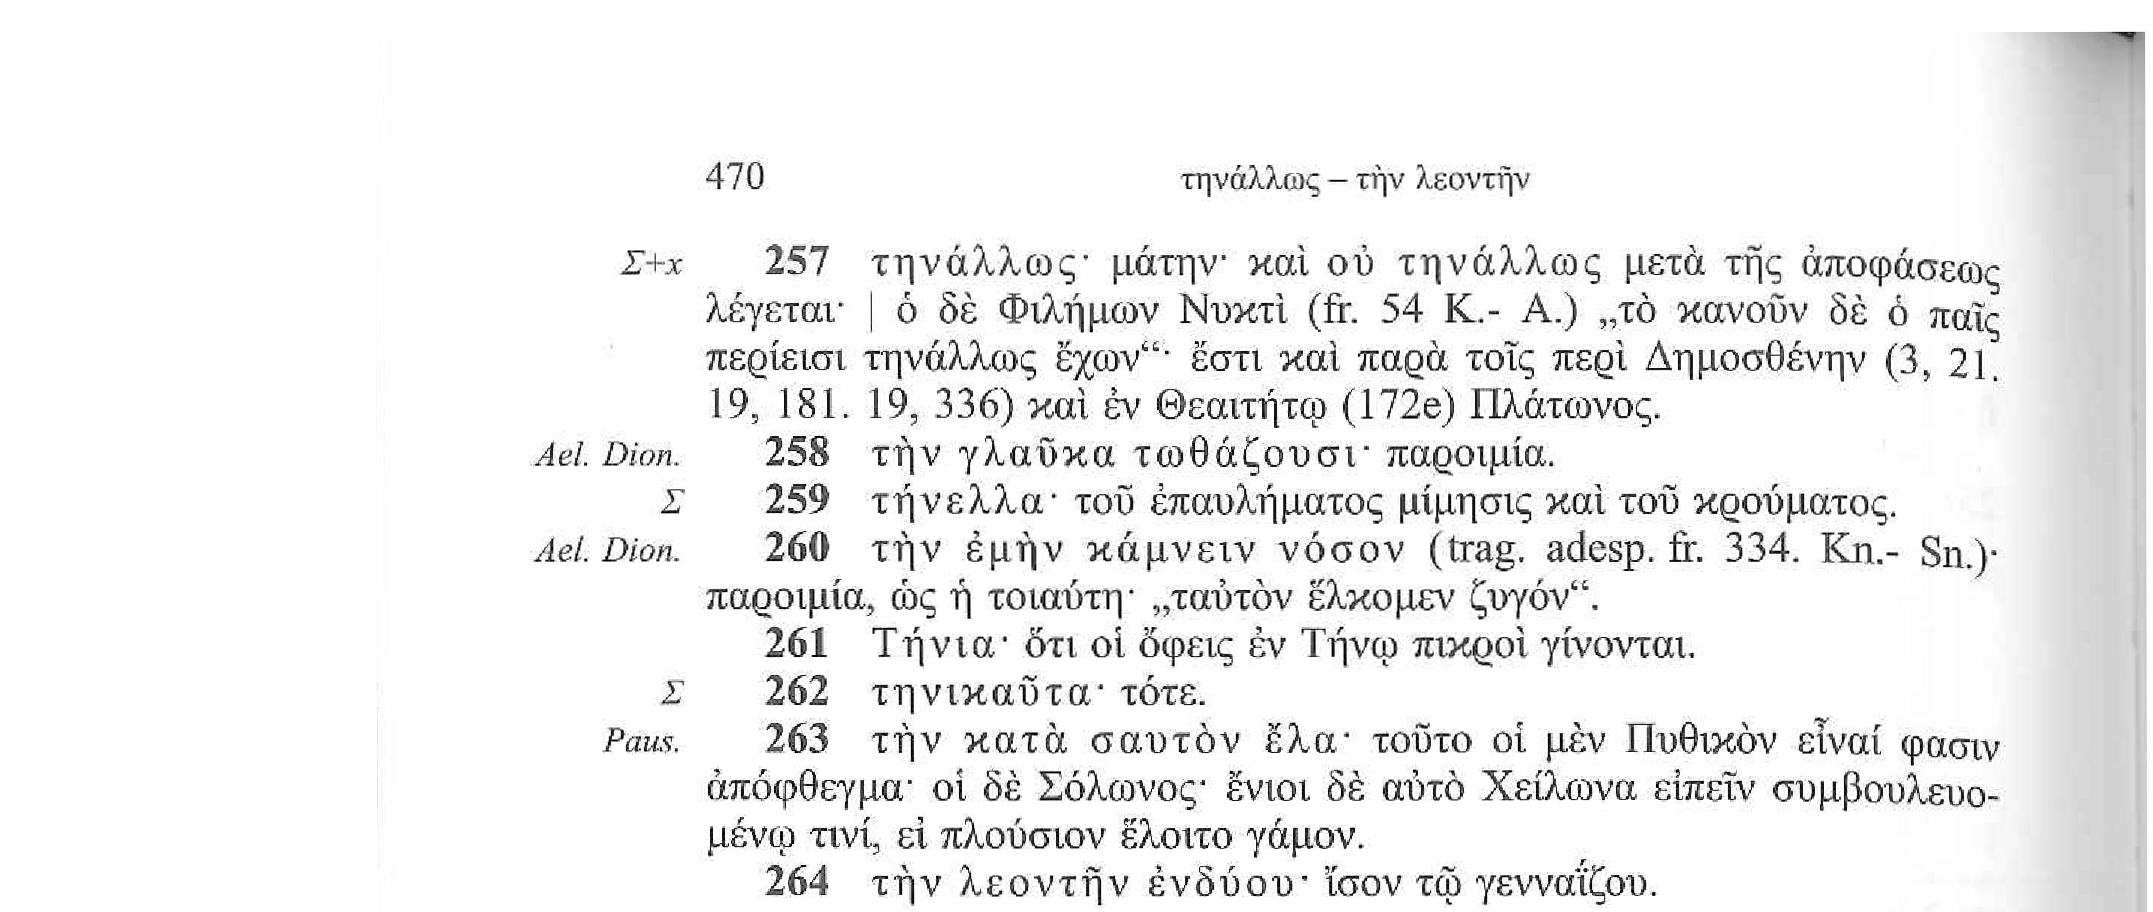 470 τηνάλλως – τὴν λεοντῆν
Σ+x 257 τηνάλλως· μάτην· καὶ οὐ τηνάλλως μετὰ τῆς ἀποφάσεως
λέγεται· | ὁ δὲ Φιλήμων Νυκτὶ (fr. 54 K.- A.) „τὸ κανοῦν δὲ ὁ παῖς
περίεισι τηνάλλως ἔχων“· ἔστι καὶ παρὰ τοῖς περὶ Δημοσθένην (3, 21.
19, 181. 19, 336) καὶ ἐν Θεαιτήτῳ (172e) Πλάτωνος.
Ael. Dion. 258 τὴν γλαῦκα τωθάζουσι· παροιμία.
Σ 259 τήνελλα· τοῦ ἐπαυλήματος μίμησις καὶ τοῦ κρούματος.
Ael. Dion. 260 τὴν ἐμὴν κάμνειν νόσον (trag. adesp. fr. 334. Kn.- Sn.)·
παροιμία, ὡς ἡ τοιαύτη· „ταὐτὸν ἕλκομεν ζυγόν“.
261 Τήνια· ὅτι οἱ ὄφεις ἐν Τήνῳ πικροὶ γίνονται.
Σ 262 τηνικαῦτα· τότε.
Paus. 263 τὴν κατὰ σαυτὸν ἔλα· τοῦτο οἱ μὲν Πυθικὸν εἶναί φασιν
ἀπόφθεγμα· οἱ δὲ Σόλωνος· ἔνιοι δὲ αὐτὸ Χείλωνα εἰπεῖν συμβουλευο-
μένῳ τινί, εἰ πλούσιον ἕλοιτο γάμον.
264 τὴν λεοντῆν ἐνδύου· ἴσον τῷ γενναΐζου.